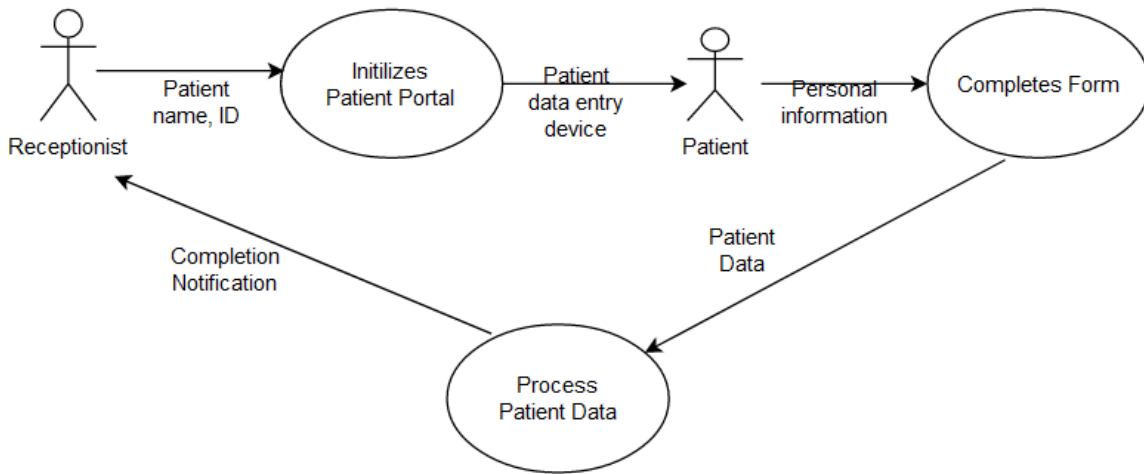 Receptionist
Patient
name, ID
Initilizes
Patient Portal
Patient
data entry
device
Patient
Personal
information
Completes Form
Patient
Data
Process
Patient Data
Completion
Notification